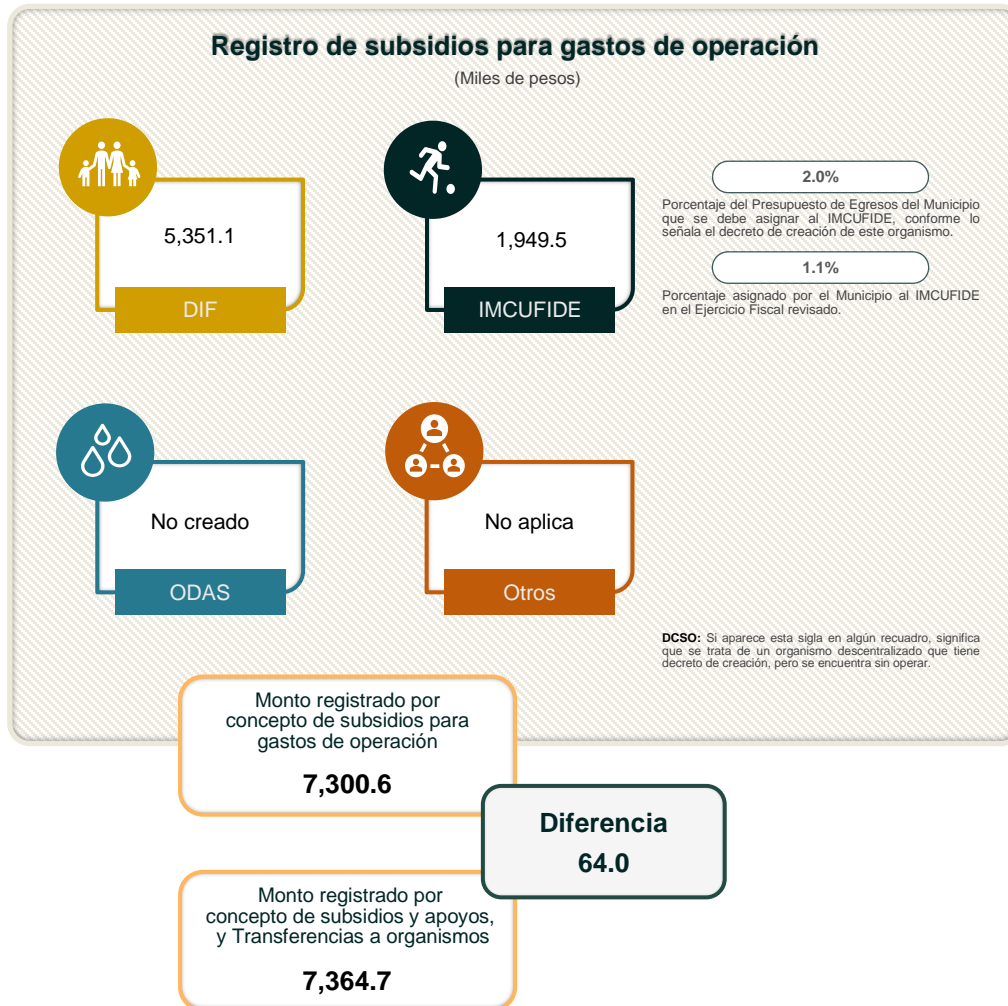 Registro de subsidios para gastos de operación
(Miles de pesos)
5,351.1
DIF
1,949.5
IMCUFIDE
2.0%
Porcentaje del Presupuesto de Egresos del Municipio
que se debe asignar al IMCUFIDE, conforme lo
señala el decreto de creación de este organismo.
1.1%
Porcentaje asignado por el Municipio al IMCUFIDE
en el Ejercicio Fiscal revisado.
No creado
ODAS
No aplica
Otros
DCSO: Si aparece esta sigla en algún recuadro, significa
que se trata de un organismo descentralizado que tiene
decreto de creación, pero se encuentra sin operar.
Monto registrado por
concepto de subsidios para
gastos de operación
7,300.6
Diferencia
64.0
Monto registrado por
concepto de subsidios y apoyos,
y Transferencias a organismos
7,364.7